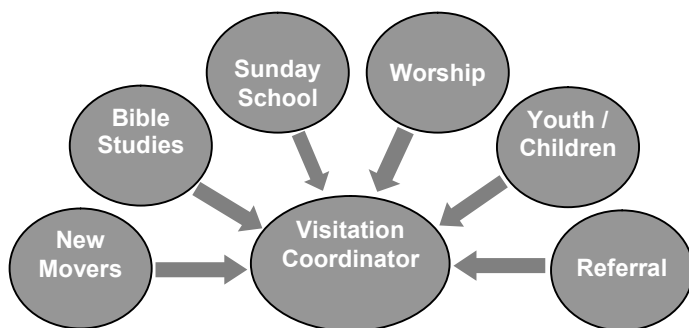 Sunday
School
Worship
Bible
Studies
Youth /
Children
New
Movers
Visitation
Coordinator
Referral